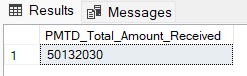 Results Messages
PMTD_Total_Amount_Received
1 50132030